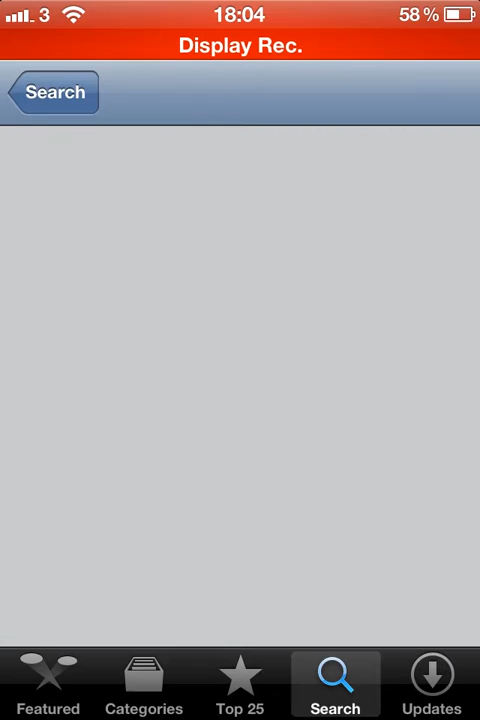 3 18:04 58 %
Display Rec.
Search
Featured Categories Top 25 Search Updates